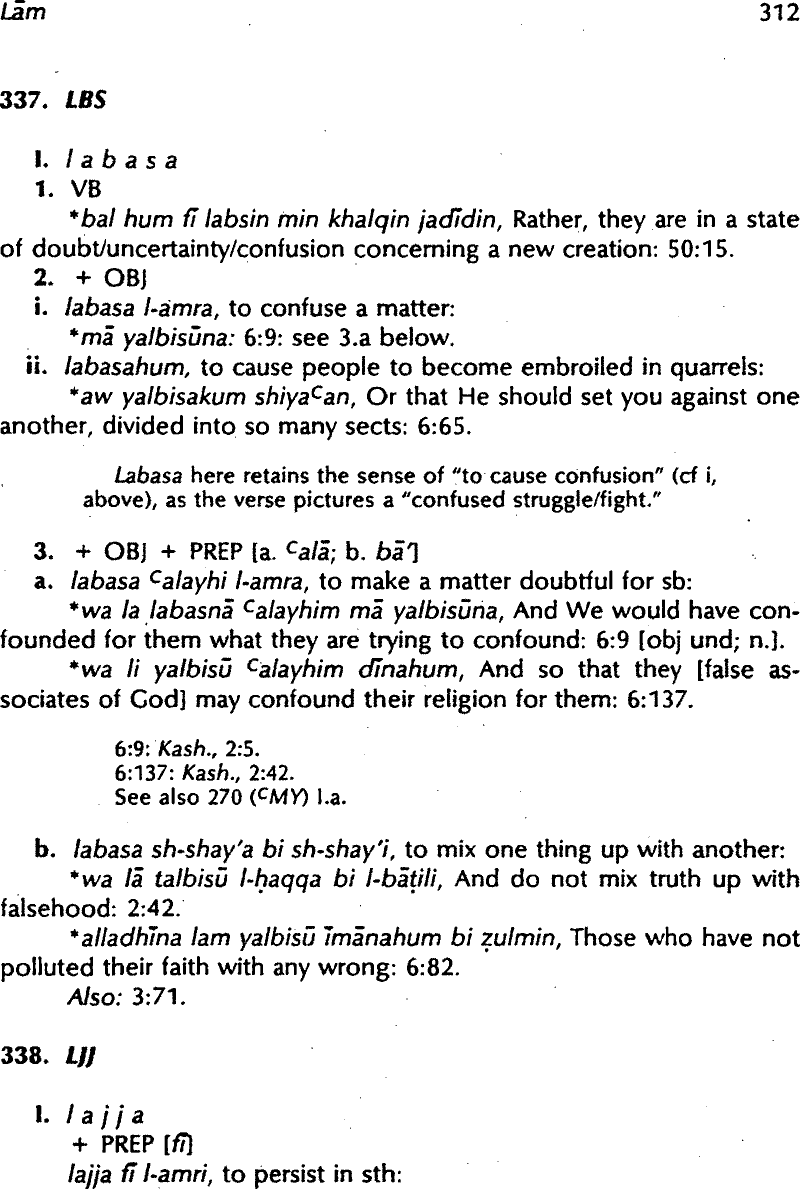 Lām 312
337. LBS
I. l a b a s a
1. VB
*bal hum fī labsin min khalqin jadīdin, Rather, they are in a state
of doubt/uncertainty/confusion concerning a new creation: 50:15.
2. + OBJ
i. labasa l-amra, to confuse a matter:
*mā yalbisūna: 6:9: see 3.a below.
ii. labasahum, to cause people to become embroiled in quarrels:
*aw yalbisakum shiyaᶜan, Or that He should set you against one
another, divided into so many sects: 6:65.
Labasa here retains the sense of "to cause confusion" (cf i,
above), as the verse pictures a "confused struggle/fight."
3. + OBJ + PREP [a. ᶜalā; b. bā']
a. labasa ᶜalayhi l-amra, to make a matter doubtful for sb:
*wa la labasnā ᶜalayhim mā yalbisūna, And We would have con-
founded for them what they are trying to confound: 6:9 [obj und; n.].
*wa li yalbisū ᶜalayhim dīnahum, And so that they [false as-
sociates of God] may confound their religion for them: 6:137.
6:9: Kash., 2:5.
6:137: Kash., 2:42.
See also 270 (ᶜMY) I.a.
b. labasa sh-shay'a bi sh-shay'i, to mix one thing up with another:
*wa lā talbisū l-ḥaqqa bi l-bāṭili, And do not mix truth up with
falsehood: 2:42.
*alladhīna lam yalbisū īmānahum bi ẓulmin, Those who have not
polluted their faith with any wrong: 6:82.
Also: 3:71.
338. LJJ
I. l a j j a
+ PREP [fī]
lajja fī l-amri, to persist in sth: